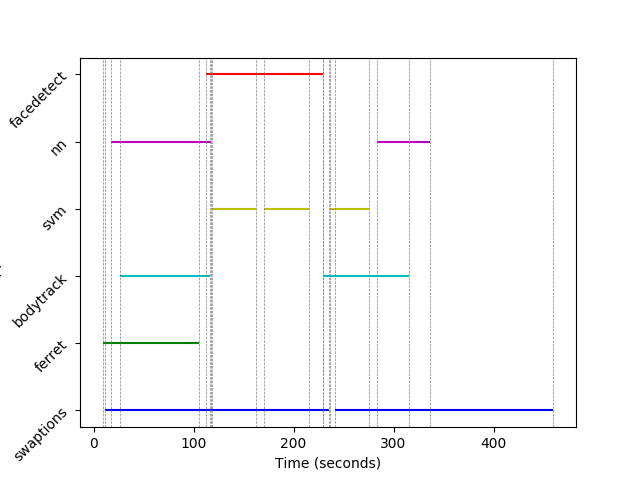 facedetect
nn
svm
bodytrack
ferret
swaptions
0 100 200 300 400
Time (seconds)